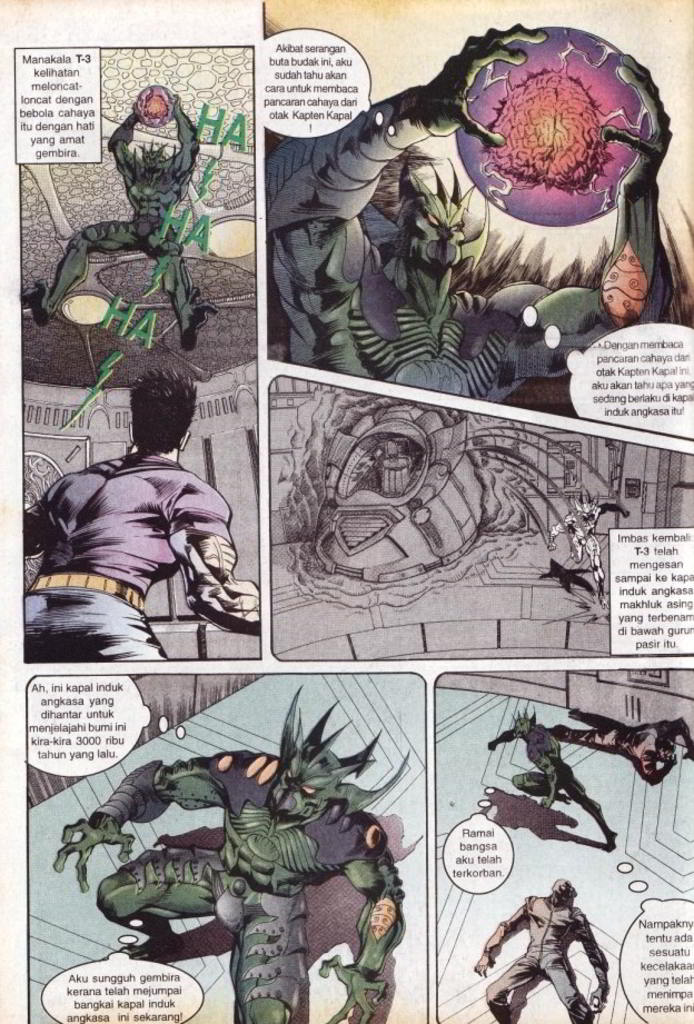 Manakala T-3
kelihatan
meloncat-
loncat dengan
bebola cahaya
itu dengan hati
yang amat
gembira.
HA
HA
HA
Akibat serangan
buta budak ini, aku
sudah tahu akan
cara untuk membaca
pancaran cahaya dari
otak Kapten Kapal
!
Dengan membaca
pancaran cahaya dari
otak Kapten Kapal ini,
aku akan tahu apa yang
sedang berlaku di kapal
induk angkasa itu!
Imbas kembali:
T-3 telah
mengesan
sampai ke kapa
induk angkasa
makhluk asing
yang terbenam
di bawah gurun
pasir itu.
Ah, ini kapal induk
angkasa yang
dihantar untuk
menjelajahi bumi ini
kira-kira 3000 ribu
tahun yang lalu.
Aku sungguh gembira
kerana telah mejumpai
bangkai kapal induk
angkasa ini sekarang!
Ramai
bangsa
aku telah
terkorban.
Nampakny
tentu ada
sesuatu
kecelakaa
yang telah
menimpa
mereka ini